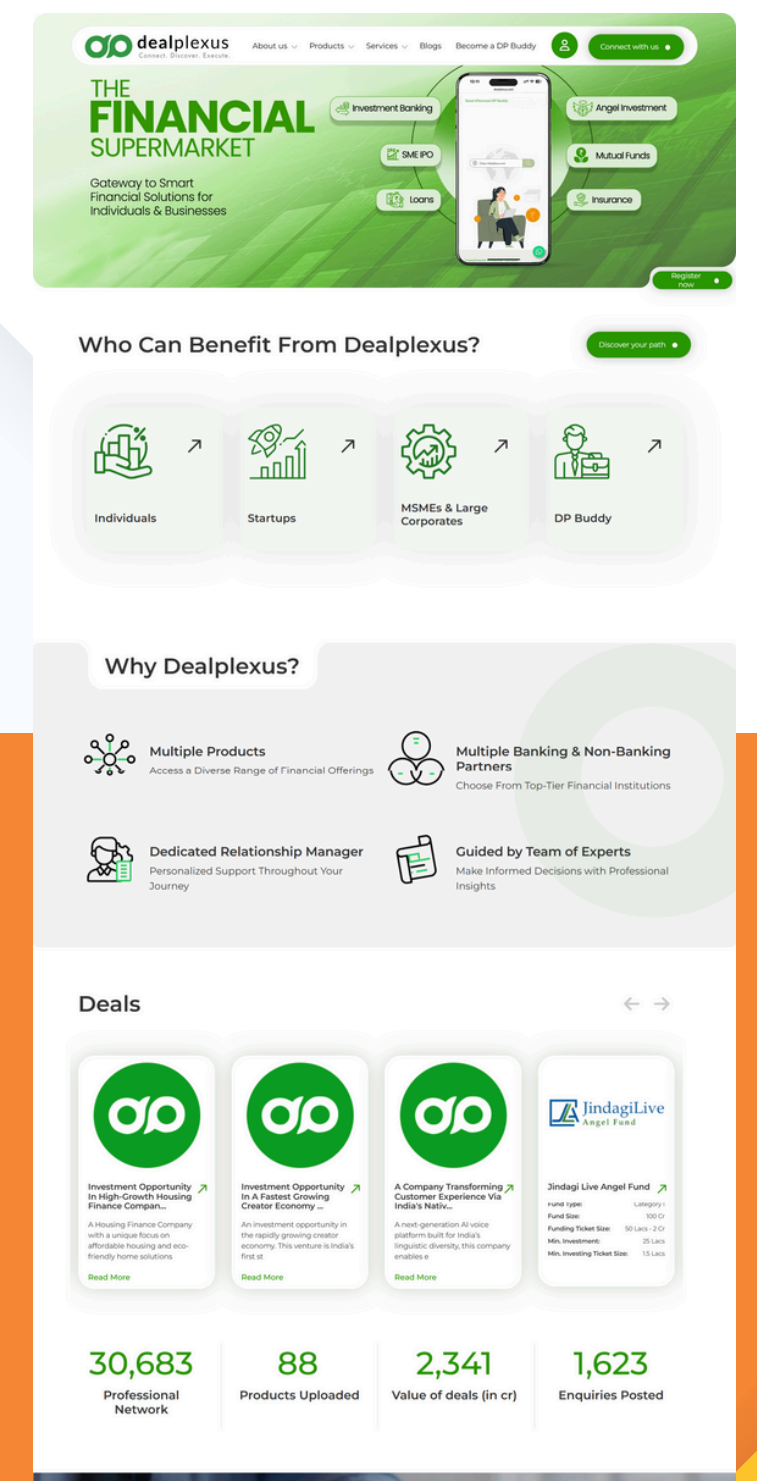 dealplexus
Connect. Discover. Execute.
About us
Products
Services
Blogs
Become a DP Buddy
Connect with us
THE
FINANCIAL
SUPERMARKET
Gateway to Smart
Financial Solutions for
Individuals & Businesses
Investment Banking
SME IPO
Loans
Angel Investment
Mutual Funds
Insurance
Register
now
Who Can Benefit From Dealplexus?
Discover your path
Individuals
Startups
MSMEs & Large
Corporates
DP Buddy
Why Dealplexus?
Multiple Products
Access a Diverse Range of Financial Offerings
Multiple Banking & Non-Banking
Partners
Choose From Top-Tier Financial Institutions
Dedicated Relationship Manager
Personalized Support Throughout Your
Journey
Guided by Team of Experts
Make Informed Decisions with Professional
Insights
Deals
Investment Opportunity
In High-Growth Housing
Finance Compan...
A Housing Finance Company
with a unique focus on
affordable housing and eco-
friendly home solutions
Read More
Investment Opportunity
In A Fastest Growing
Creator Economy ...
An investment opportunity in
the rapidly growing creator
economy. This venture is India's
first st
Read More
A Company Transforming
Customer Experience Via
India's Nativ...
A next-generation AI voice
platform built for India's
linguistic diversity, this company
enables e
Read More
JindagiLive
Angel Fund
Jindagi Live Angel Fund
Fund Type: Category I
Fund Size: 100 Cr
Funding Ticket Size: 50 Lacs - 2 Cr
Min. Investment: 25 Lacs
Min. Investing Ticket Size: 1.5 Lacs
30,683
Professional
Network
88
Products Uploaded
2,341
Value of deals (in cr)
1,623
Enquiries Posted